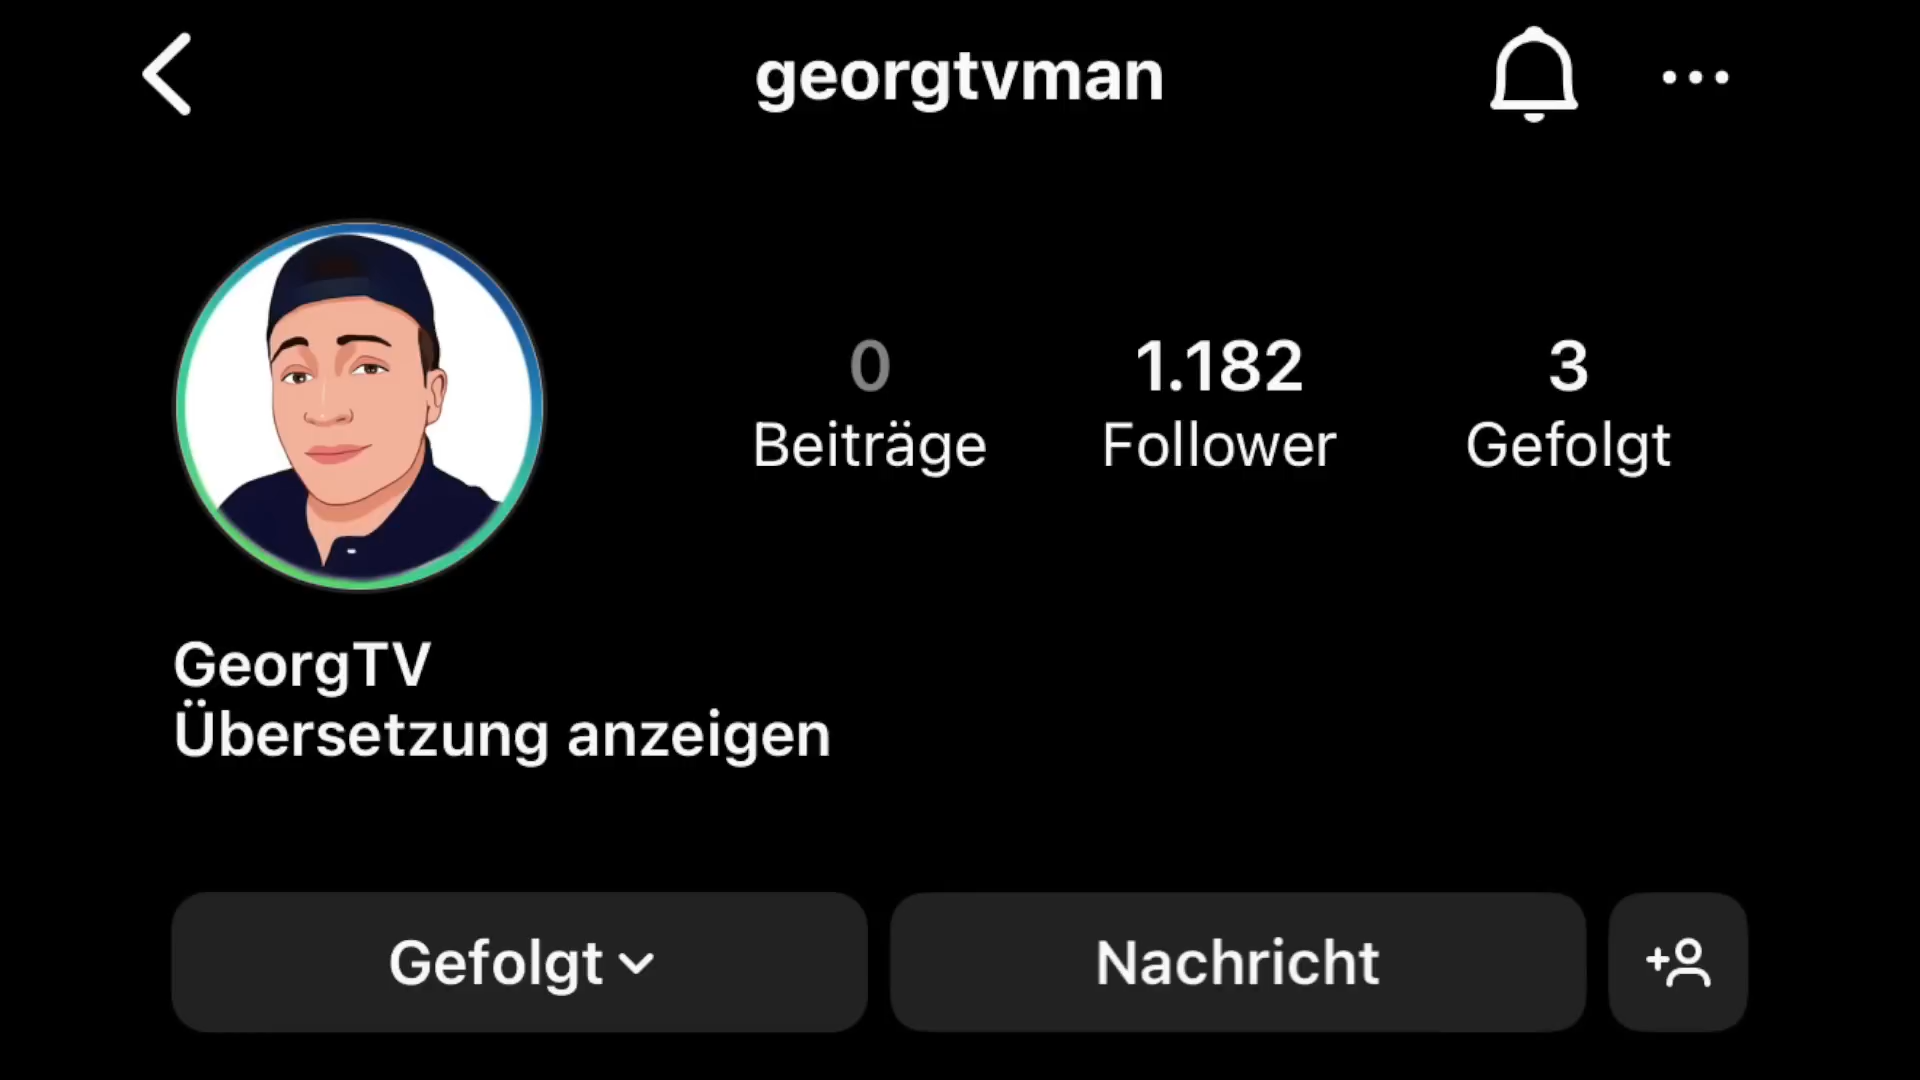 georgtvman
0 1.182 3
Beiträge Follower Gefolgt
GeorgTV
Übersetzung anzeigen
Gefolgt Nachricht